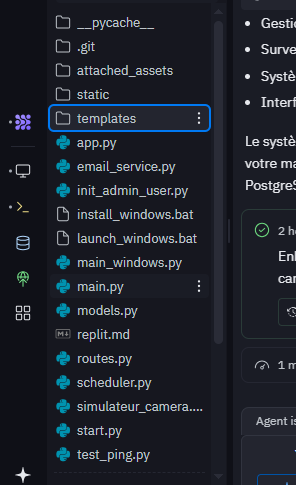 __pycache__
.git
attached_assets
static
templates
app.py
email_service.py
init_admin_user.py
install_windows.bat
launch_windows.bat
main_windows.py
main.py
models.py
replit.md
routes.py
scheduler.py
simulateur_camera....
start.py
test_ping.py
Gesti
Surve
Systè
Interf
Le systè
votre ma
PostgreS
2 h
Enl
car
1 m
Agent is